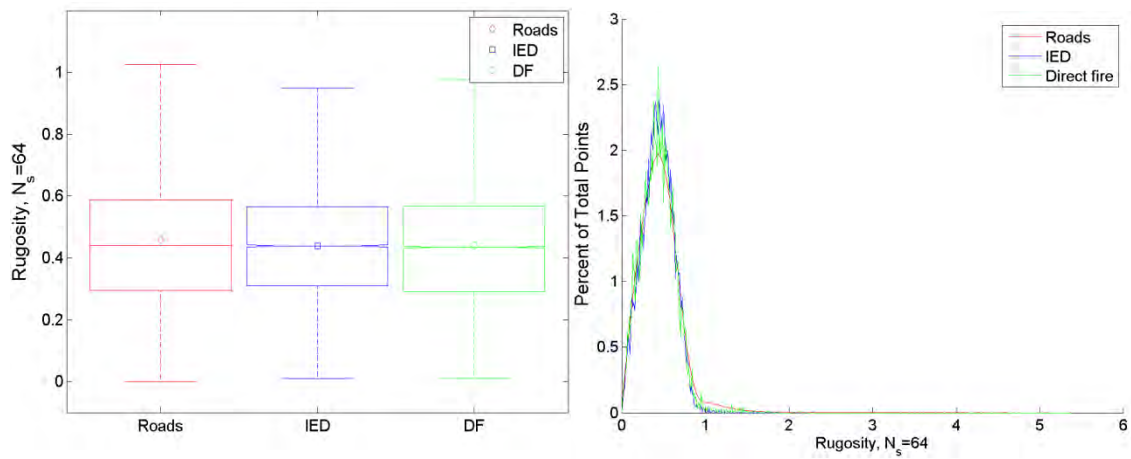 Rugosity, N_s=64
1
0.8
0.6
0.4
0.2
0
Roads
IED
DF
Roads
IED
DF
Percent of Total Points
3
2.5
2
1.5
1
0.5
0
Roads
IED
Direct fire
0
1
2
3
4
5
6
Rugosity, N_s=64